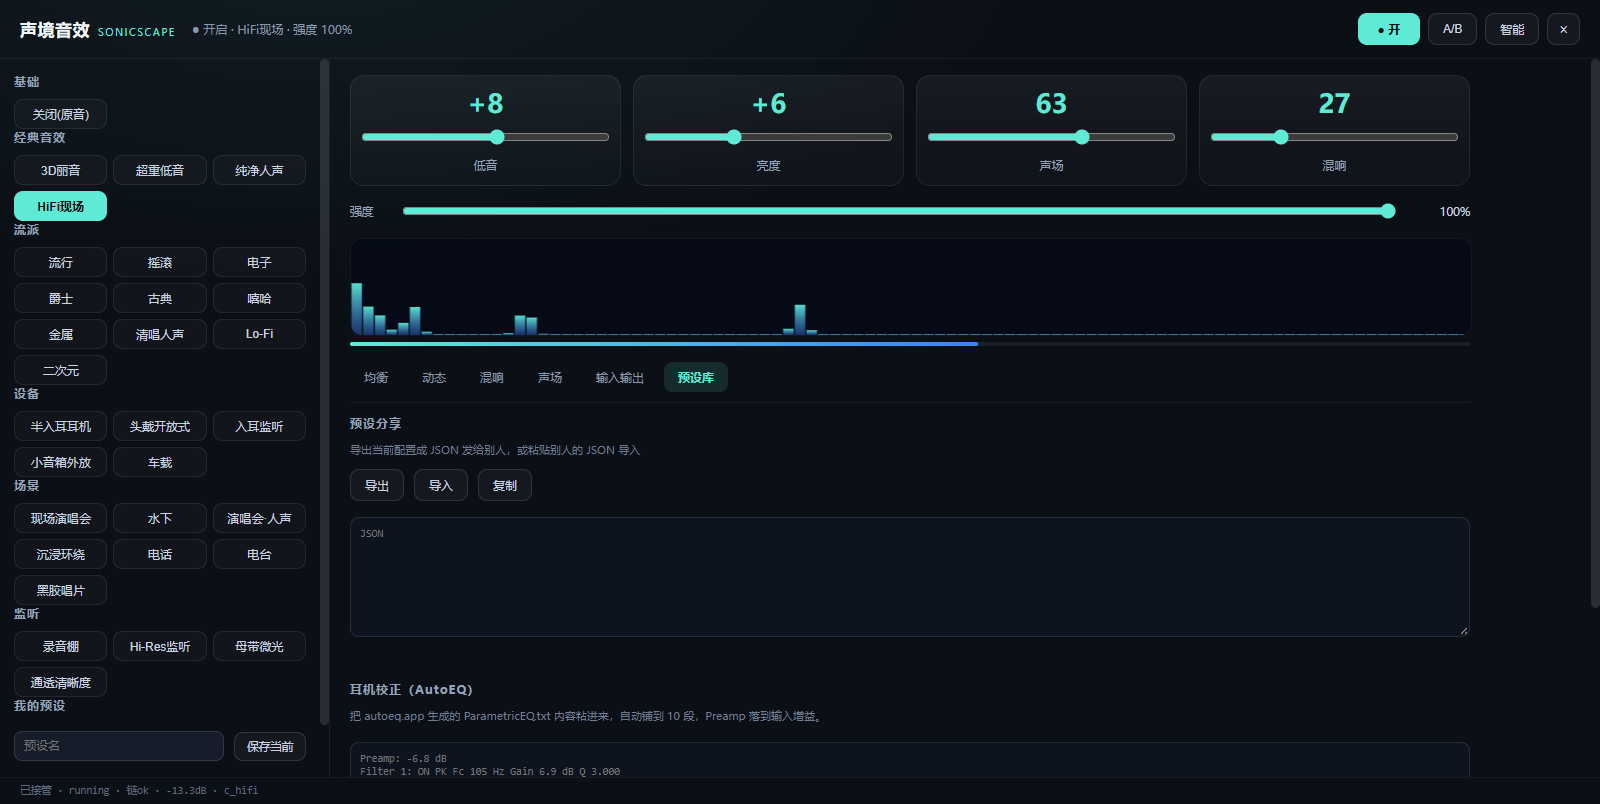 声境音效 SONICSCAPE ● 开启 · HiFi现场 · 强度 100%
● 开 A/B 智能 ×
基础
关闭(原音)
经典音效
3D丽音 超重低音 纯净人声
HiFi现场
流派
流行 摇滚 电子
爵士 古典 嘻哈
金属 清唱人声 Lo-Fi
二次元
设备
半入耳耳机 头戴开放式 入耳监听
小音箱外放 车载
场景
现场演唱会 水下 演唱会·人声
沉浸环绕 电话 电台
黑胶唱片
监听
录音棚 Hi-Res监听 母带微光
通透清晰度
我的预设
预设名 保存当前
+8 +6 63 27
低音 亮度 声场 混响
强度 100%
均衡 动态 混响 声场 输入输出 预设库
预设分享
导出当前配置成 JSON 发给别人，或粘贴别人的 JSON 导入
导出 导入 复制
JSON
耳机校正（AutoEQ）
把 autoeq.app 生成的 ParametricEQ.txt 内容粘进来，自动铺到 10 段，Preamp 落到输入增益。
Preamp: -6.8 dB
Filter 1: ON PK Fc 105 Hz Gain 6.9 dB Q 3.000
已接管 · running · 链ok · -13.3dB · c_hifi